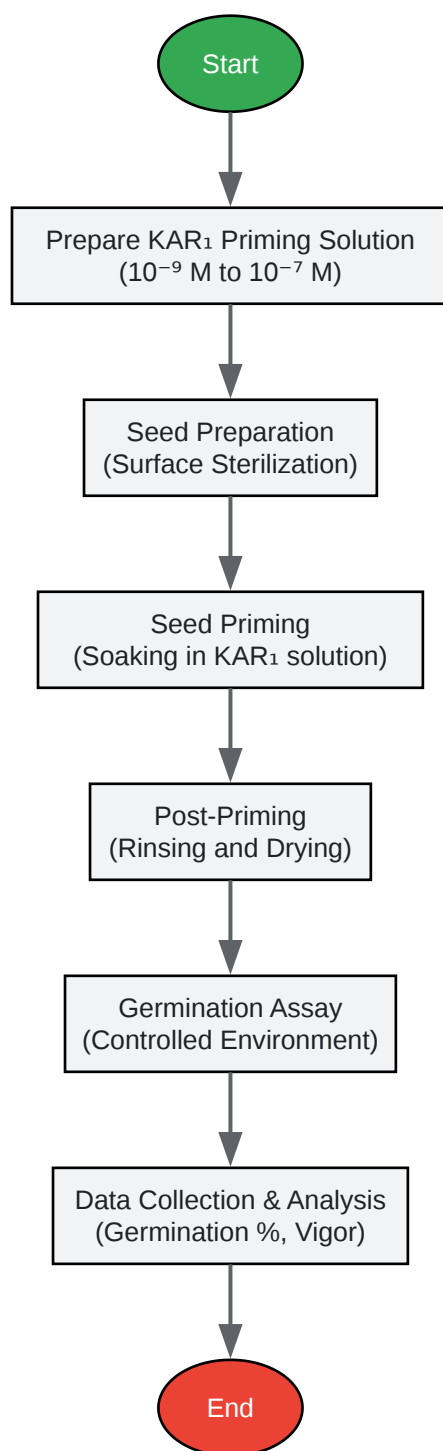 Start
Prepare KAR₁ Priming Solution
(10⁻⁹ M to 10⁻⁷ M)
Seed Preparation
(Surface Sterilization)
Seed Priming
(Soaking in KAR₁ solution)
Post-Priming
(Rinsing and Drying)
Germination Assay
(Controlled Environment)
Data Collection & Analysis
(Germination %, Vigor)
End